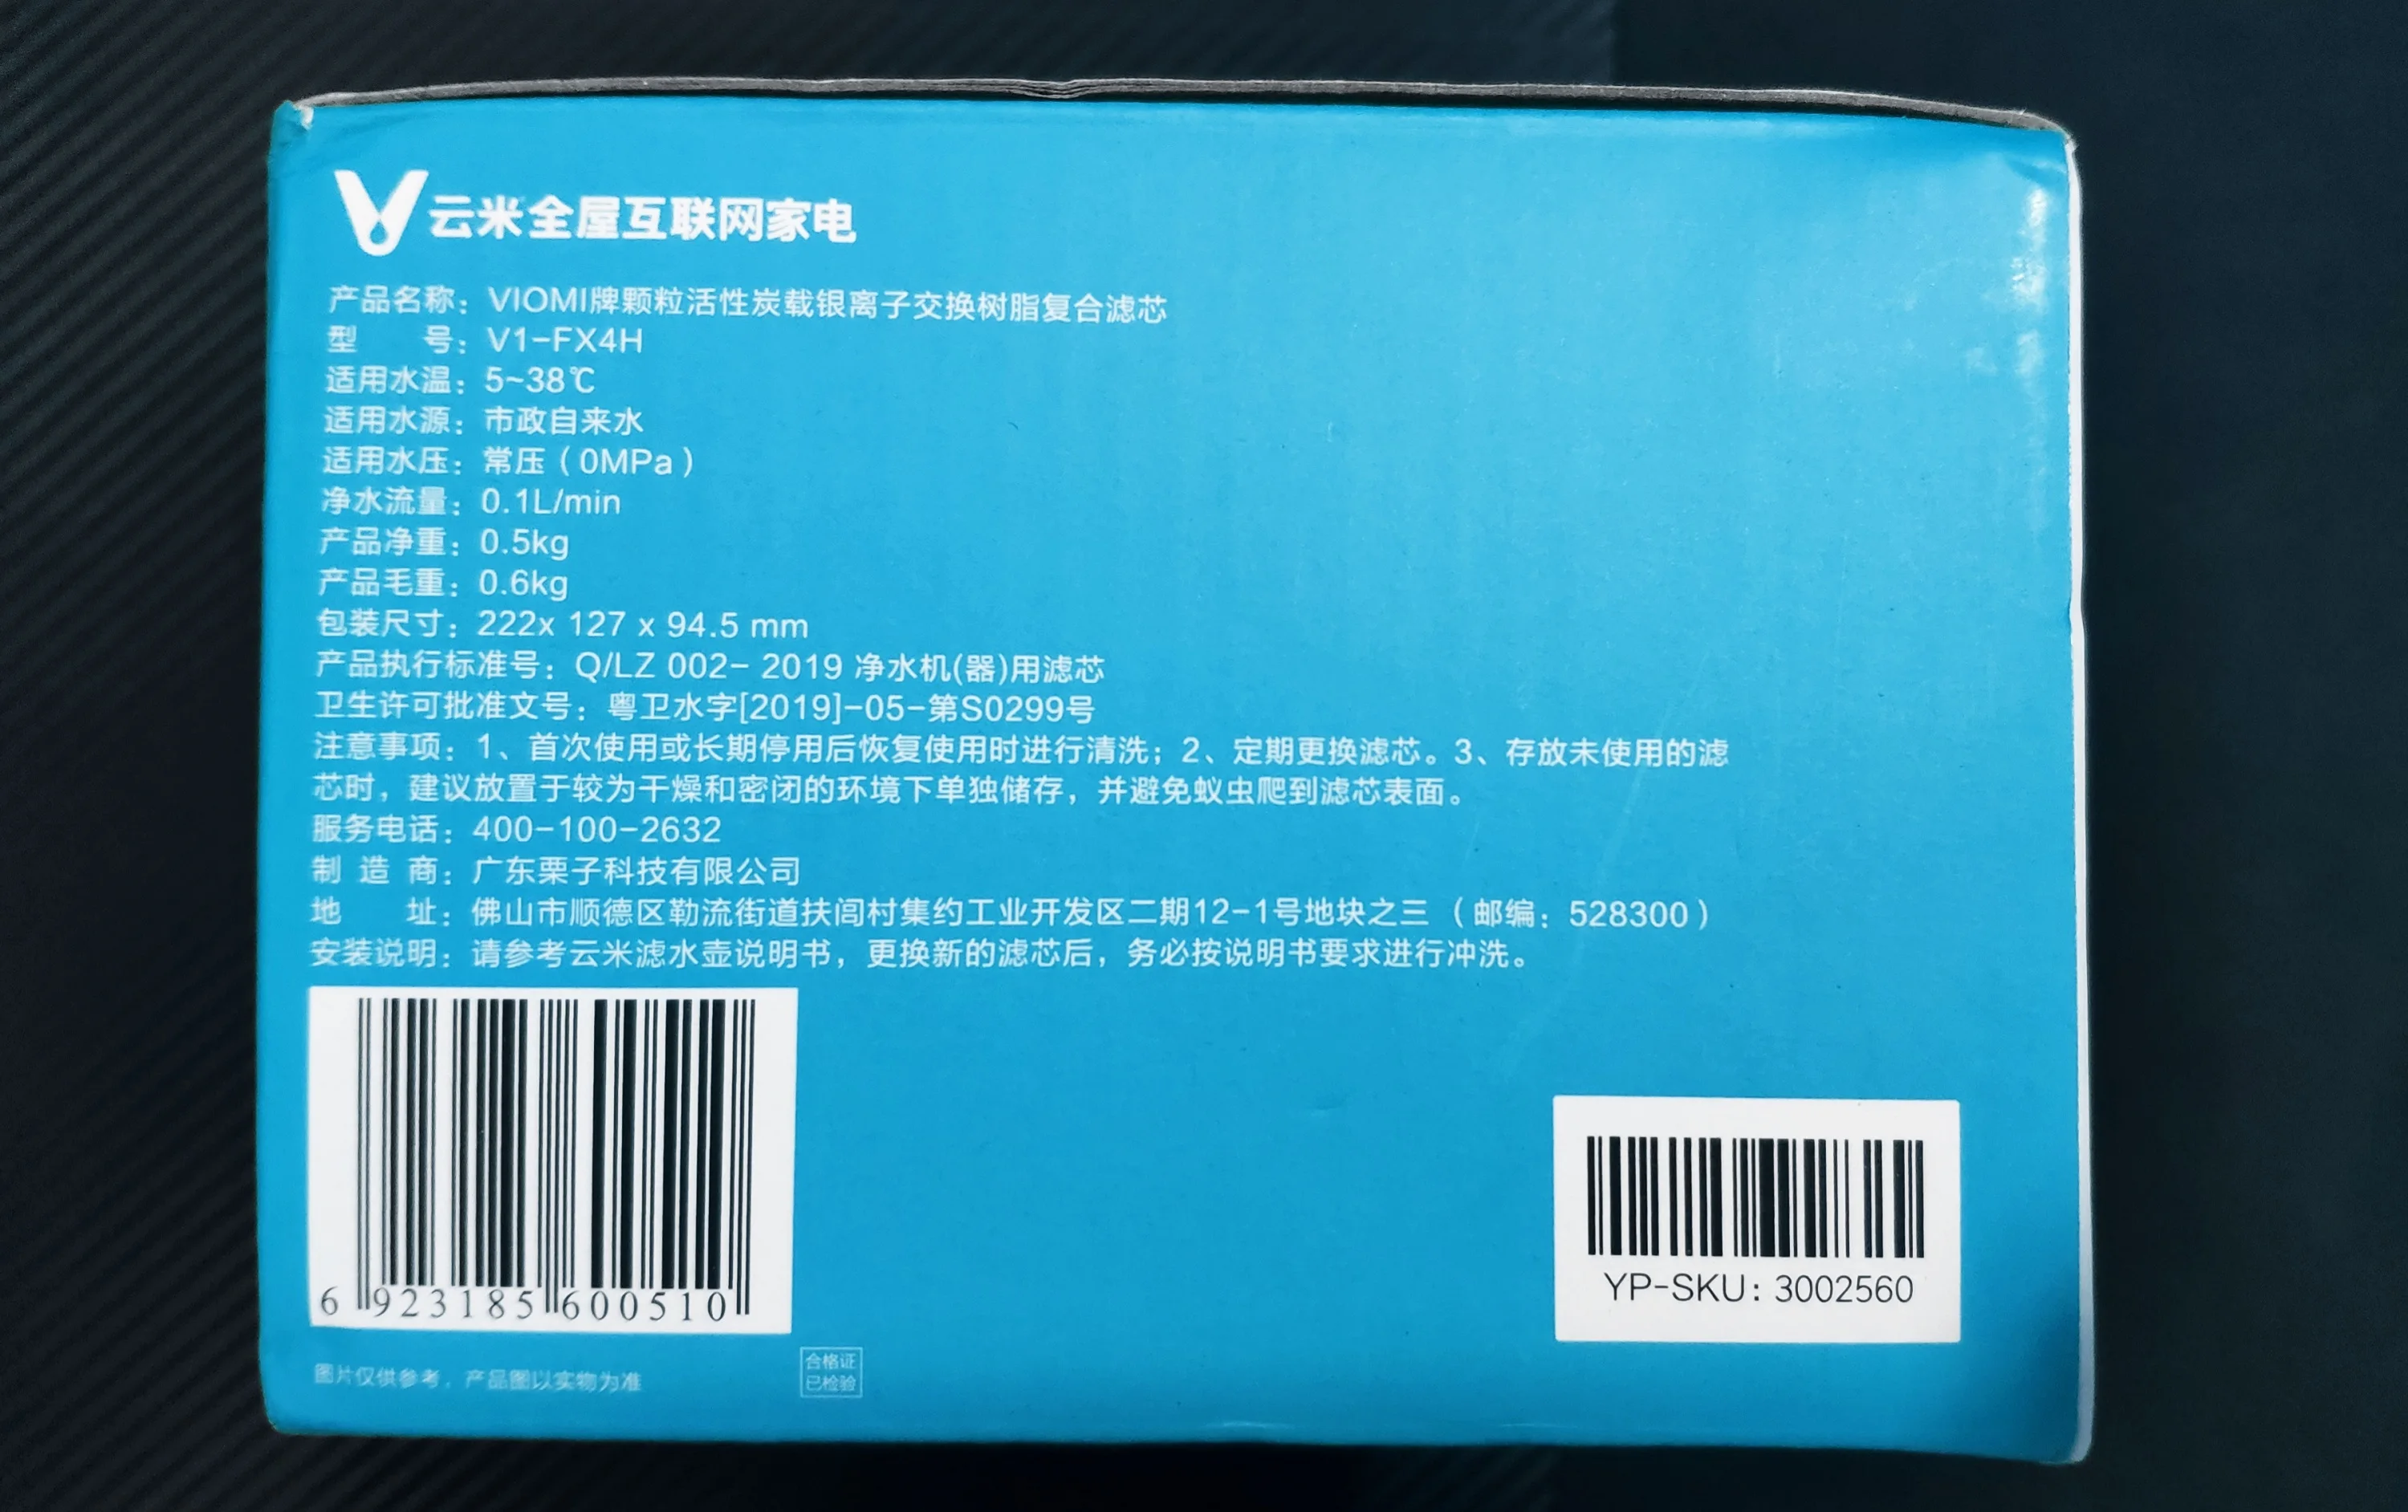 云米全屋互联网家电
产品名称：VIOMI牌颗粒活性炭载银离子交换树脂复合滤芯
型 号：V1-FX4H
适用水温：5~38℃
适用水源：市政自来水
适用水压：常压（0MPa）
净水流量：0.1L/min
产品净重：0.5kg
产品毛重：0.6kg
包装尺寸：222x 127 x 94.5 mm
产品执行标准号：Q/LZ 002- 2019 净水机(器)用滤芯
卫生许可批准文号：粤卫水字[2019]-05-第S0299号
注意事项：1、首次使用或长期停用后恢复使用时进行清洗；2、定期更换滤芯。3、存放未使用的滤
芯时，建议放置于较为干燥和密闭的环境下单独储存，并避免蚁虫爬到滤芯表面。
服务电话：400-100-2632
制 造 商：广东栗子科技有限公司
地 址：佛山市顺德区勒流街道扶闾村集约工业开发区二期12-1号地块之三（邮编：528300）
安装说明：请参考云米滤水壶说明书，更换新的滤芯后，务必按说明书要求进行冲洗。
6 923185 600510
YP-SKU: 3002560
图片仅供参考，产品图以实物为准
合格证
已检验